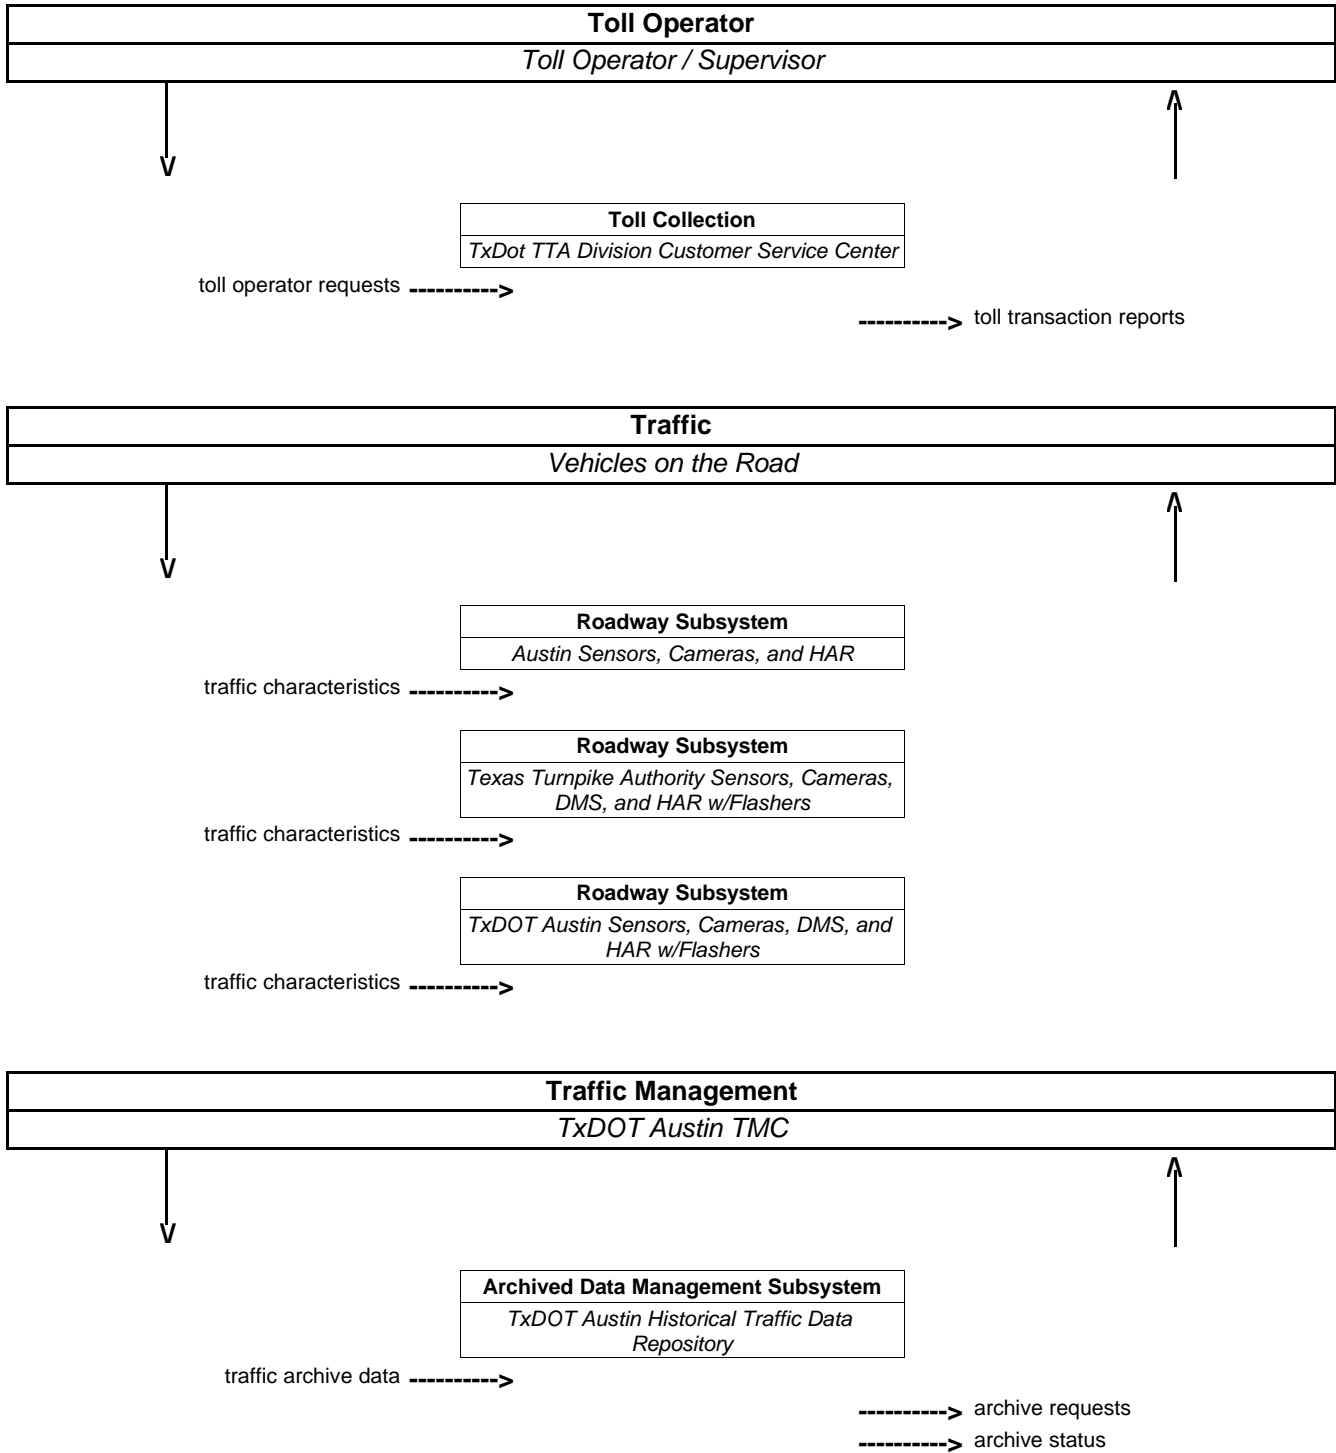 Toll Operator
Toll Operator / Supervisor
Toll Collection
TxDot TTA Division Customer Service Center
toll operator requests ---------->
----------> toll transaction reports
Traffic
Vehicles on the Road
Roadway Subsystem
Austin Sensors, Cameras, and HAR
traffic characteristics ---------->
Roadway Subsystem
Texas Turnpike Authority Sensors, Cameras,
DMS, and HAR w/Flashers
traffic characteristics ---------->
Roadway Subsystem
TxDOT Austin Sensors, Cameras, DMS, and
HAR w/Flashers
traffic characteristics ---------->
Traffic Management
TxDOT Austin TMC
Archived Data Management Subsystem
TxDOT Austin Historical Traffic Data
Repository
traffic archive data ---------->
----------> archive requests
----------> archive status